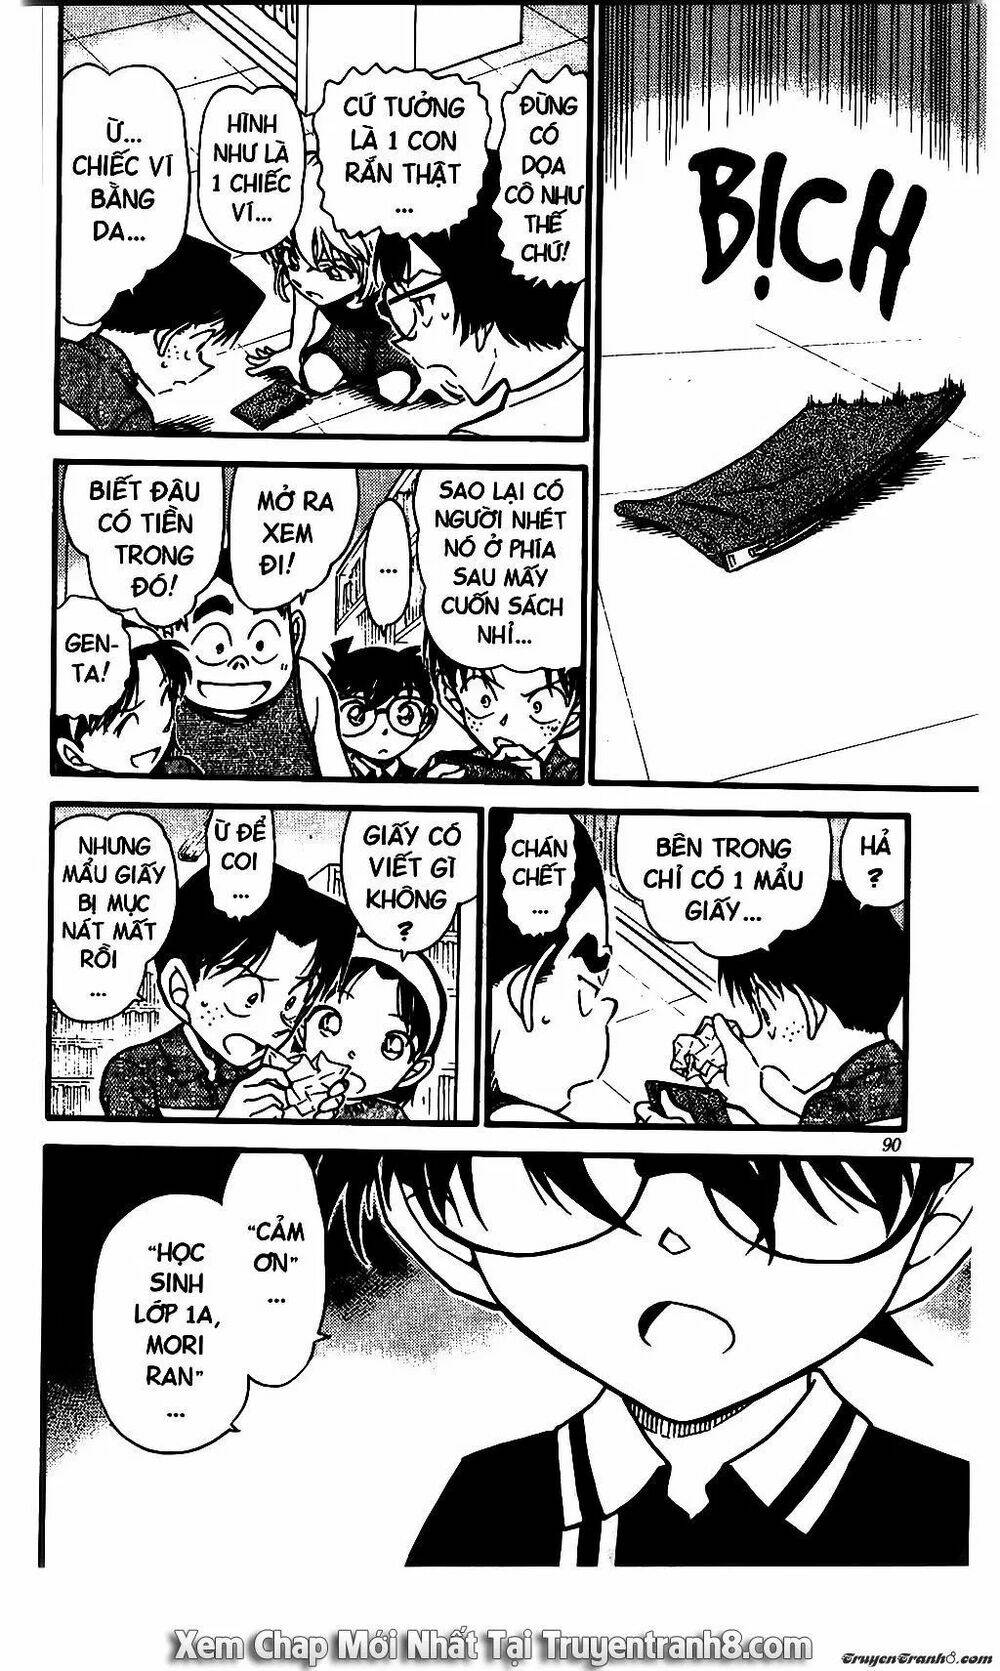 BỊCH
ĐỪNG
CÓ
DỌA
CÔ NHƯ
THẾ
CHỨ!
CỨ TƯỞNG
LÀ 1 CON
RẮN THẬT
...
HÌNH
NHƯ LÀ
1 CHIẾC
VÍ...
Ừ...
CHIẾC VÍ
BẰNG
DA...
SAO LẠI CÓ
NGƯỜI NHÉT
NÓ Ở PHÍA
SAU MẤY
CUỐN SÁCH
NHỈ...
...
MỞ RA
XEM
ĐI!
BIẾT ĐÂU
CÓ TIỀN
TRONG
ĐÓ!
GEN-
TA!
HẢ
?
BÊN TRONG
CHỈ CÓ 1 MẨU
GIẤY...
CHÁN
CHẾT
...
GIẤY CÓ
VIẾT GÌ
KHÔNG
?
Ừ ĐỂ
COI
...
NHƯNG
MẨU GIẤY
BỊ MỤC
NÁT MẤT
RỒI
...
90
"CẢM
ƠN"
...
"HỌC
SINH
LỚP 1A,
MORI
RAN"
...
Xem Chap Mới Nhất Tại Truyentranh8.com
TruyenTranh8.com